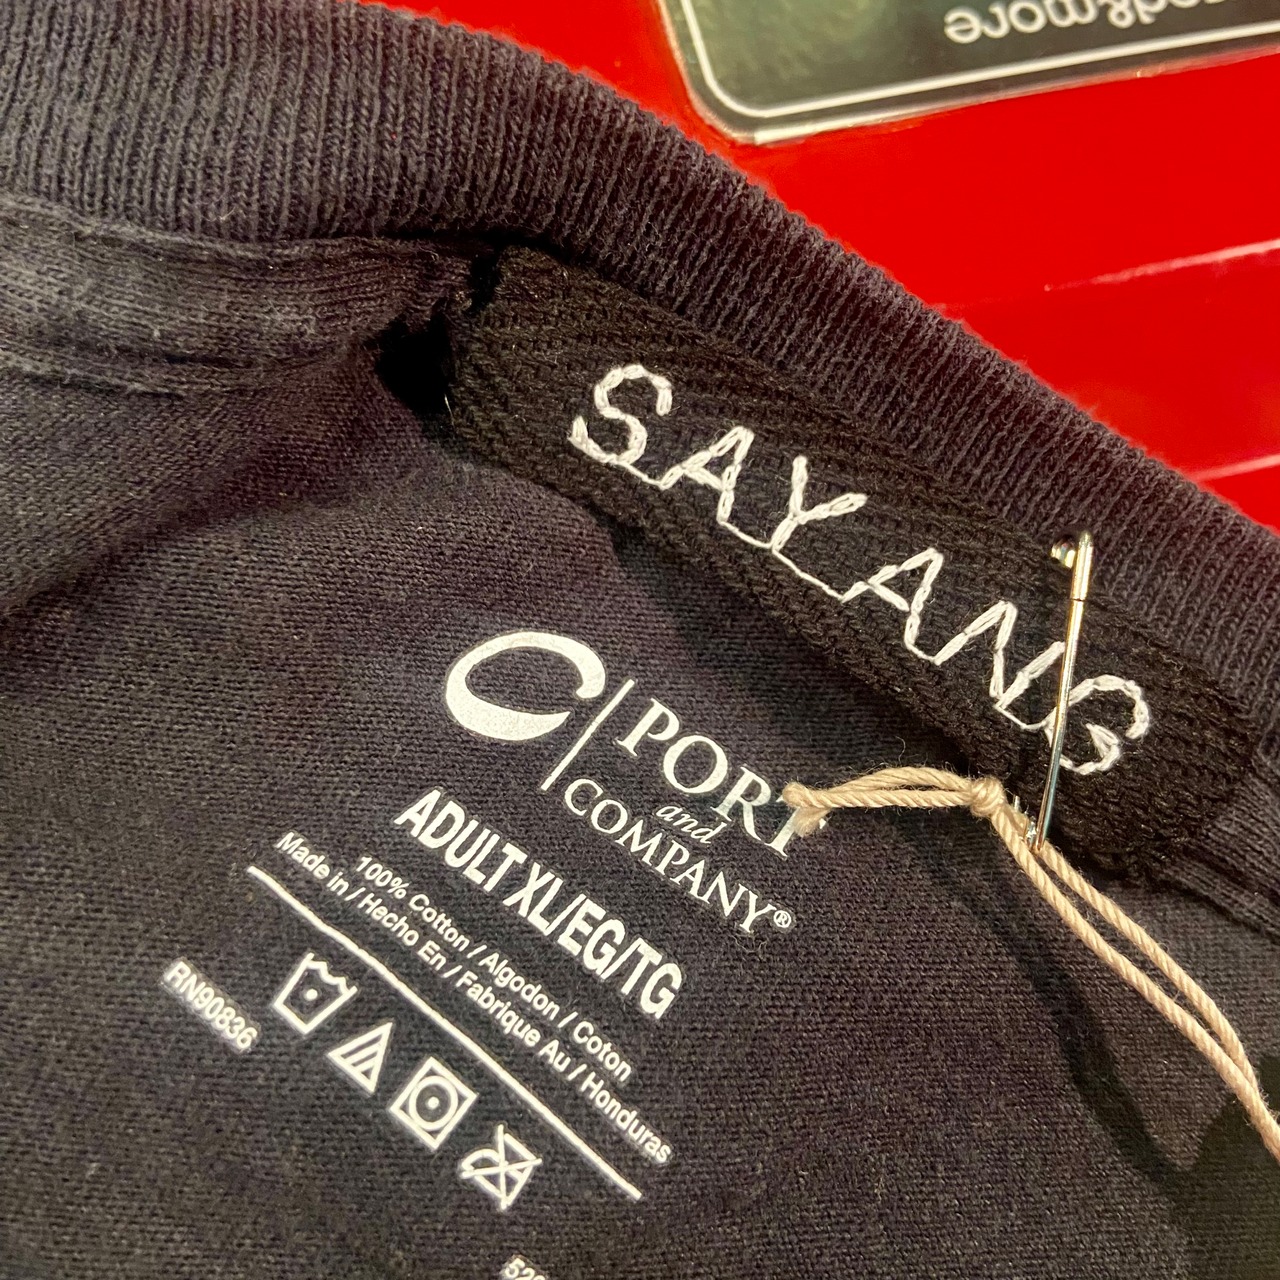 SAYANG
PORT
and
COMPANY®
ADULT XL/EG/TG
100% Cotton / Algodon / Coton
Made in / Hecho En / Fabrique Au / Honduras
RN90836
&more